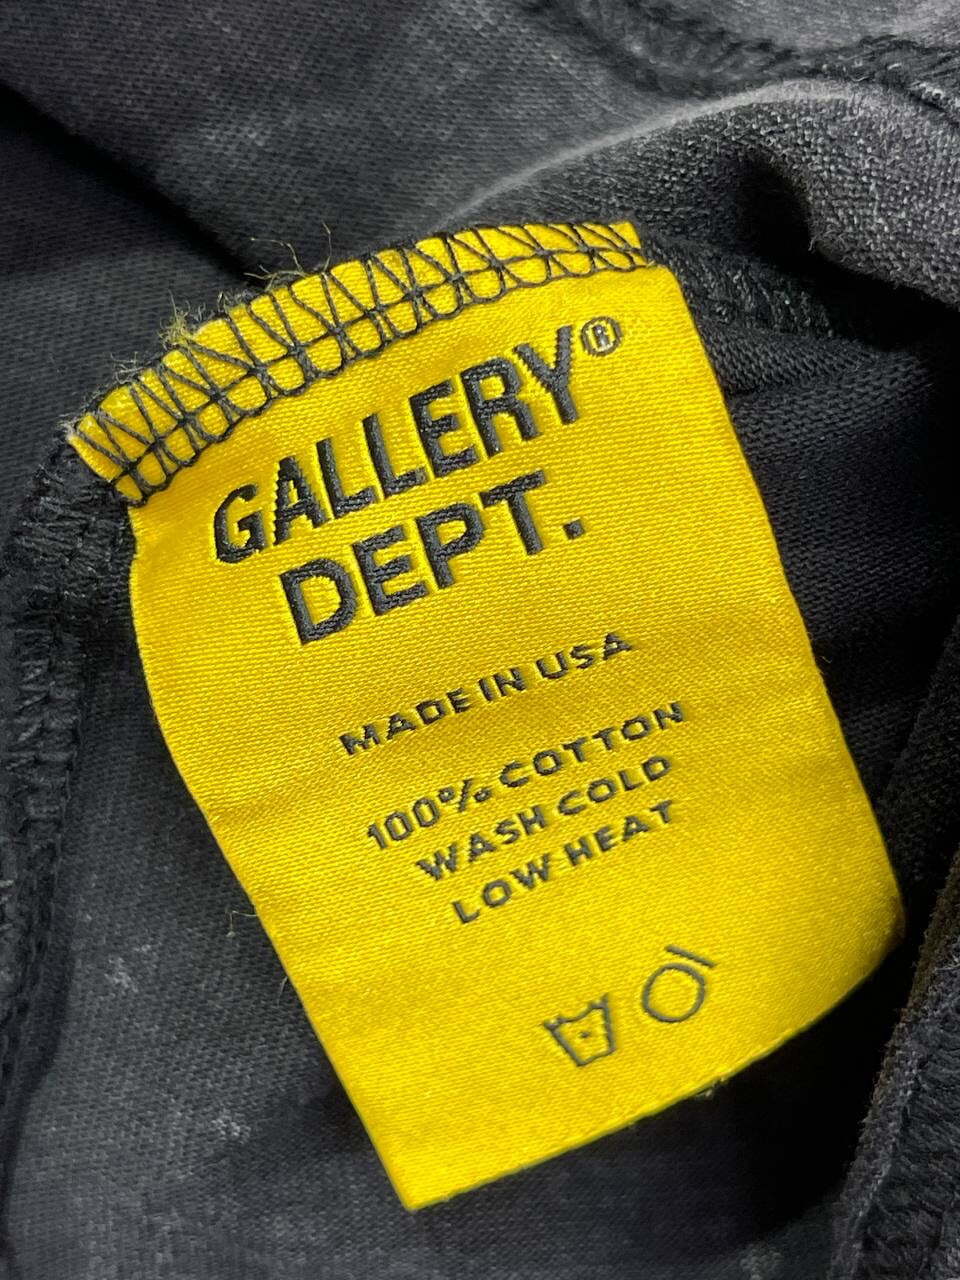 GALLERY®
DEPT.
MADE IN USA
100% COTTON
WASH COLD
LOW HEAT